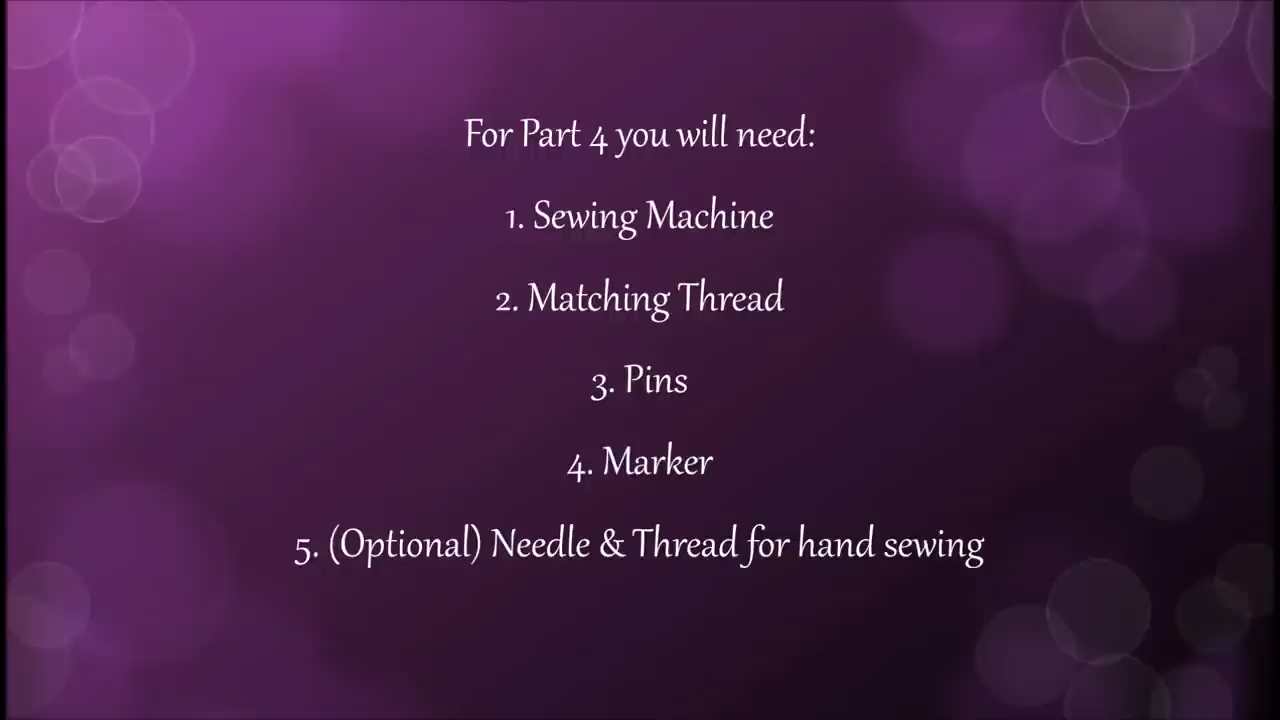 For Part 4 you will need:
1. Sewing Machine
2. Matching Thread
3. Pins
4. Marker
5. (Optional) Needle & Thread for hand sewing